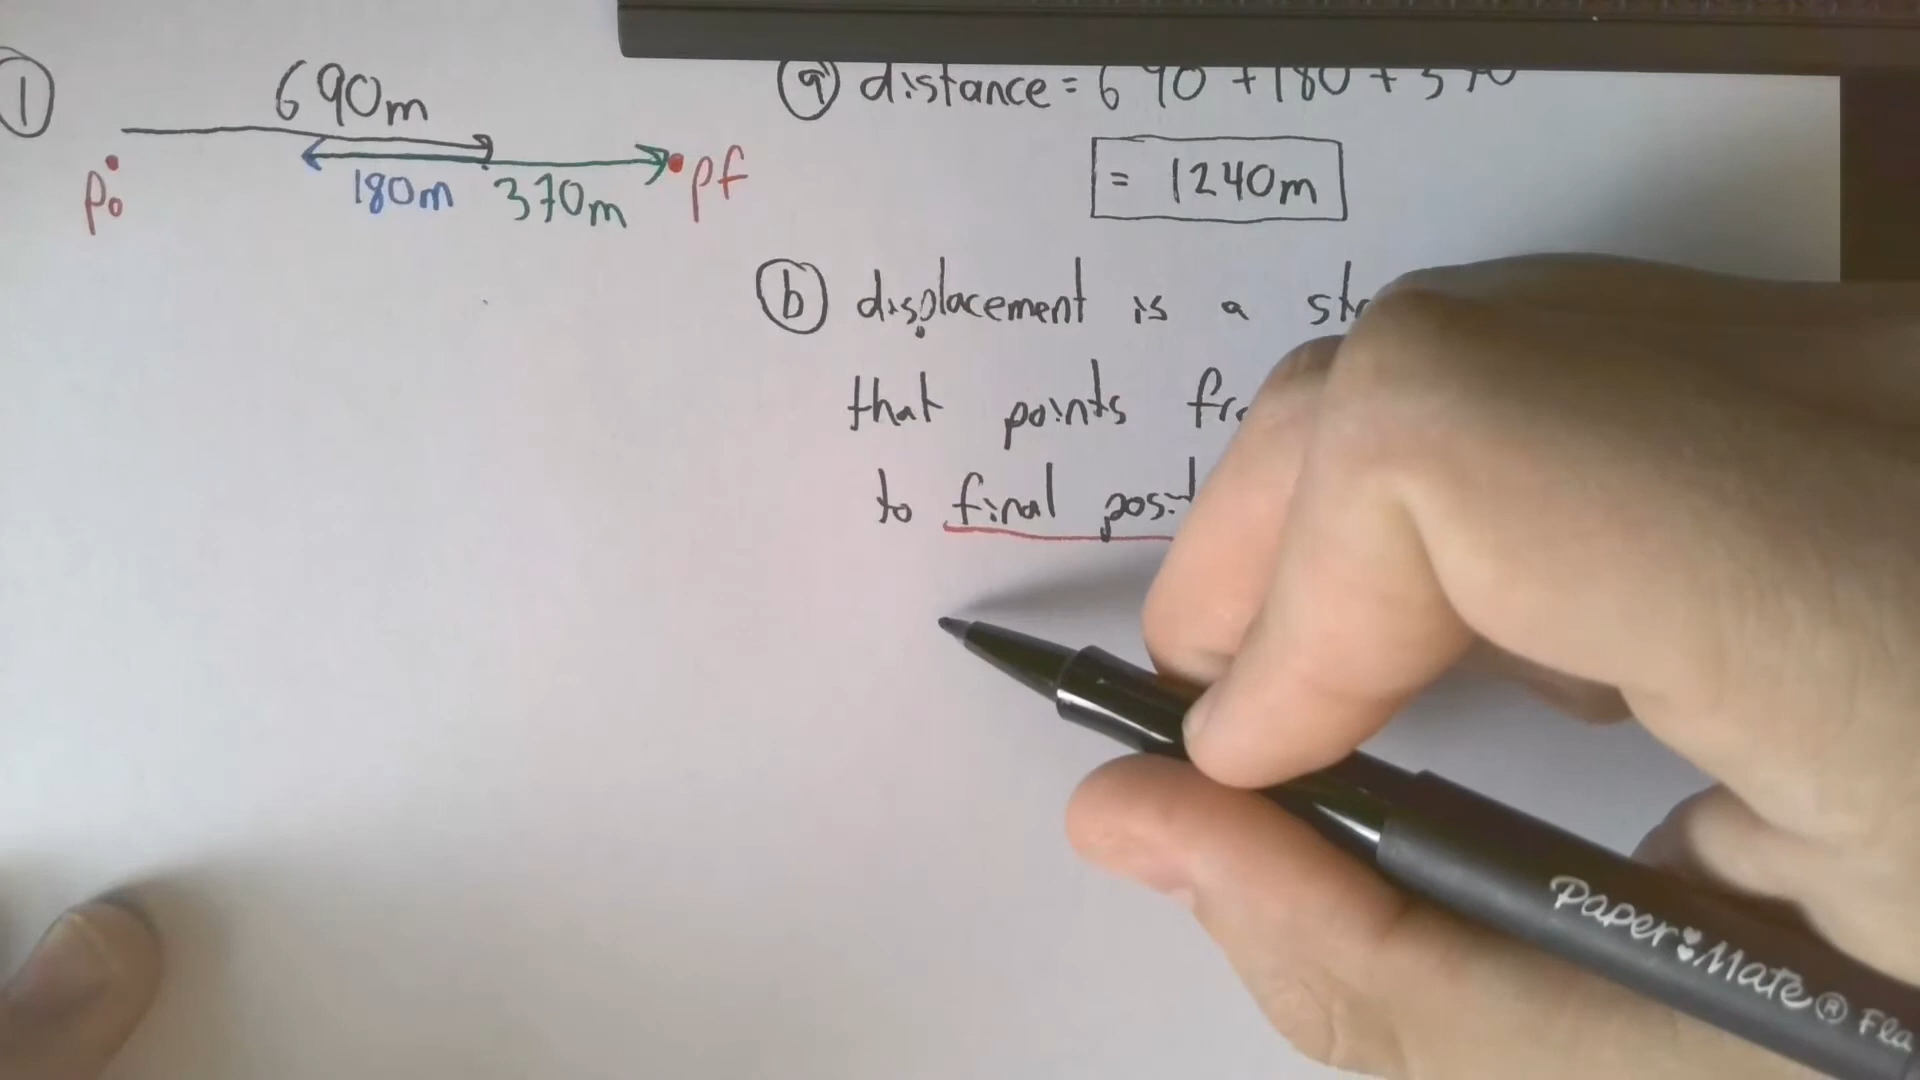 1
690m
po
180m
370m
pf
a distance = 690 + 180 + 370
= 1240m
b displacement is a
that points
to final
Paper Mate®